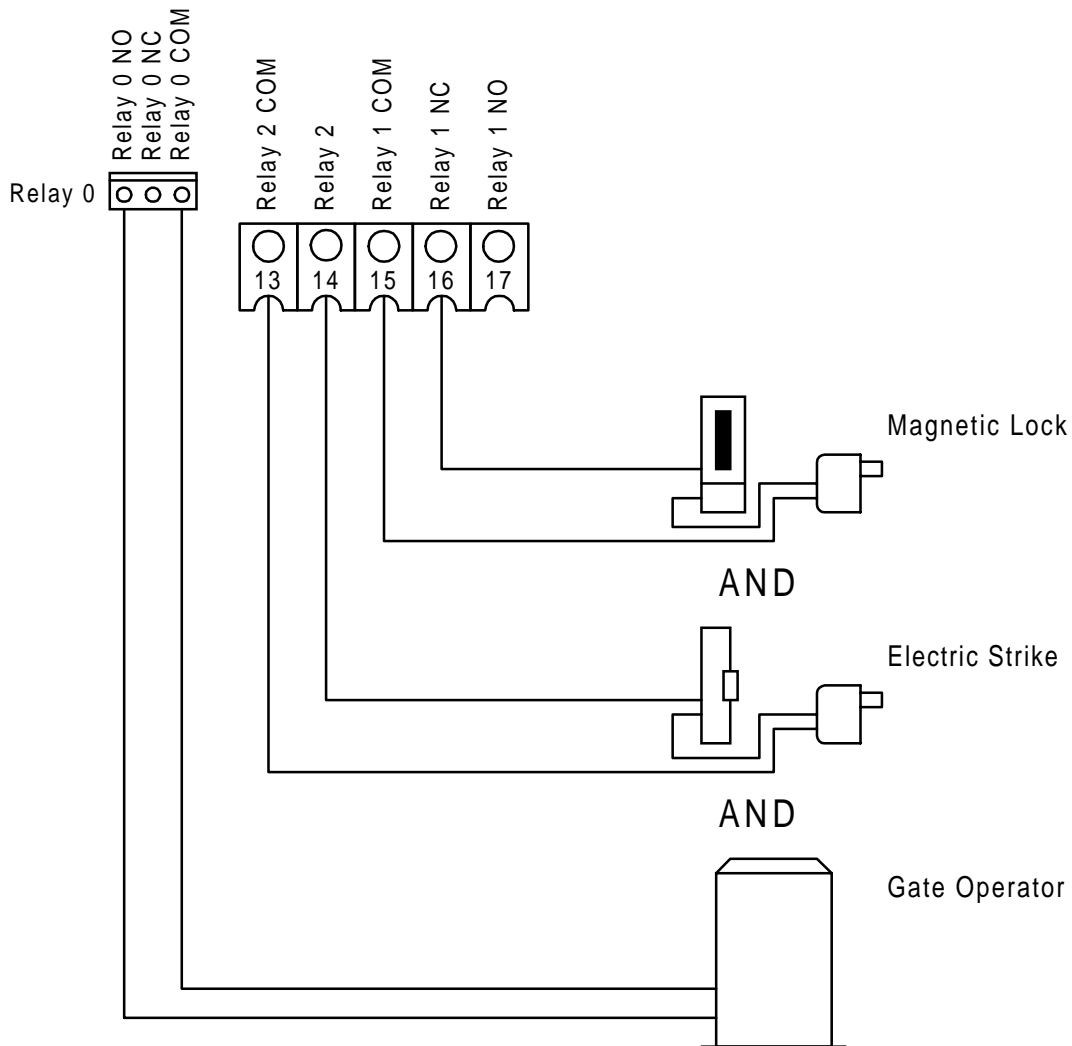 Relay 0 NO
Relay 0 NC
Relay 0 COM
Relay 2 COM
Relay 2
Relay 1 COM
Relay 1 NC
Relay 1 NO
Relay 0
13
14
15
16
17
Magnetic Lock
AND
Electric Strike
AND
Gate Operator